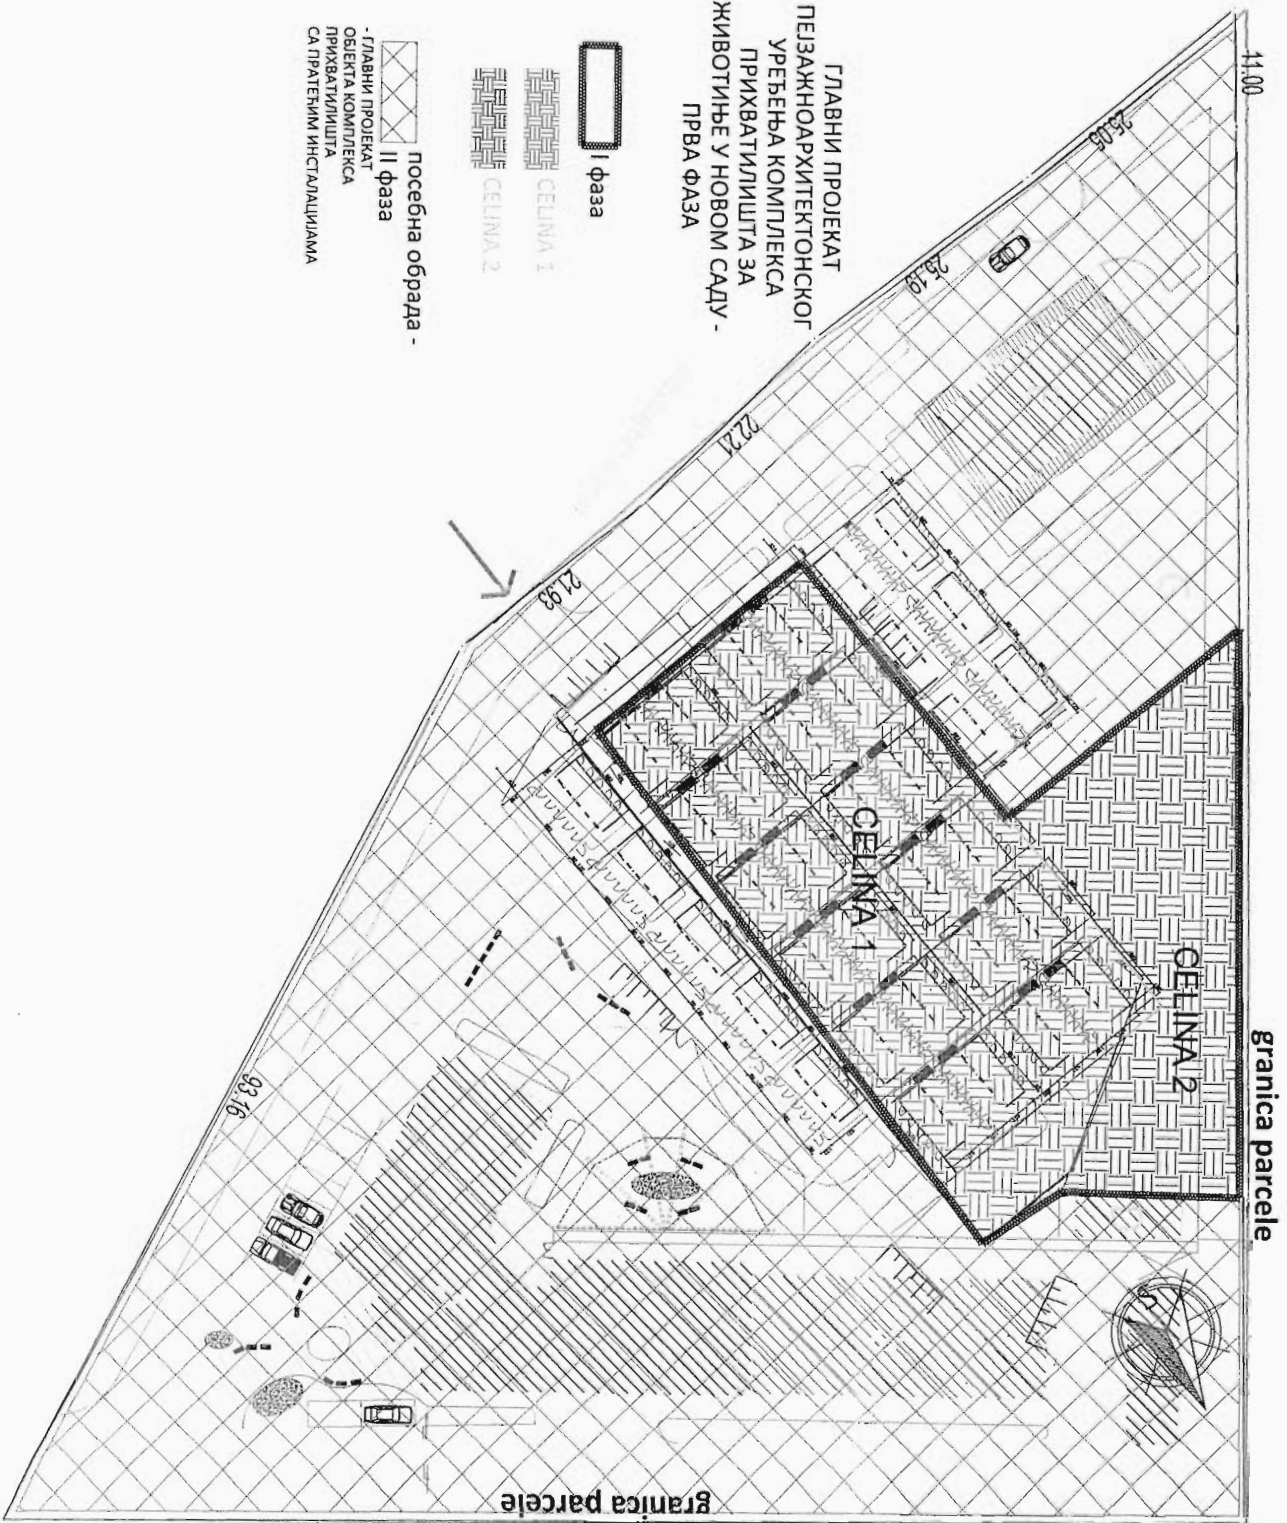 ГЛАВНИ ПРОЈЕКАТ
ПЕЈЗАЖНОАРХИТЕКТОНСКОГ
УРЕЂЕЊА КОМПЛЕКСА
ПРИХВАТИЛИШТА ЗА
ЖИВОТИЊЕ У НОВОМ САДУ -
ПРВА ФАЗА
I фаза
CELINA 1
CELINA 2
посебна обрада -
II фаза
- ГЛАВНИ ПРОЈЕКАТ
ОБЈЕКТА КОМПЛЕКСА
ПРИХВАТИЛИШТА
СА ПРАТЕЋИМ ИНСТАЛАЦИЈАМА
11.00
25.05
25.19
22.21
21.93
93.16
CELINA 1
CELINA 2
granica parcele
granica parcele
S